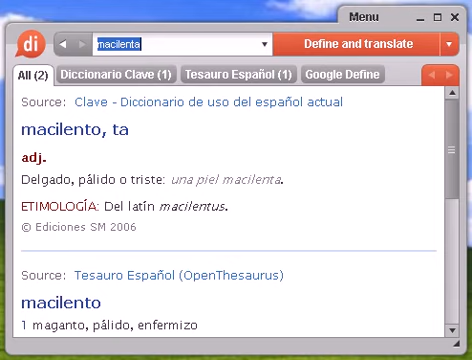 Menu
di
macilenta
Define and translate
All (2)
Diccionario Clave (1)
Tesauro Español (1)
Google Define
Source: Clave - Diccionario de uso del español actual
macilento, ta
adj.
Delgado, pálido o triste: una piel macilenta.
ETIMOLOGÍA: Del latín macilentus.
© Ediciones SM 2006
Source: Tesauro Español (OpenThesaurus)
macilento
1 maganto, pálido, enfermizo